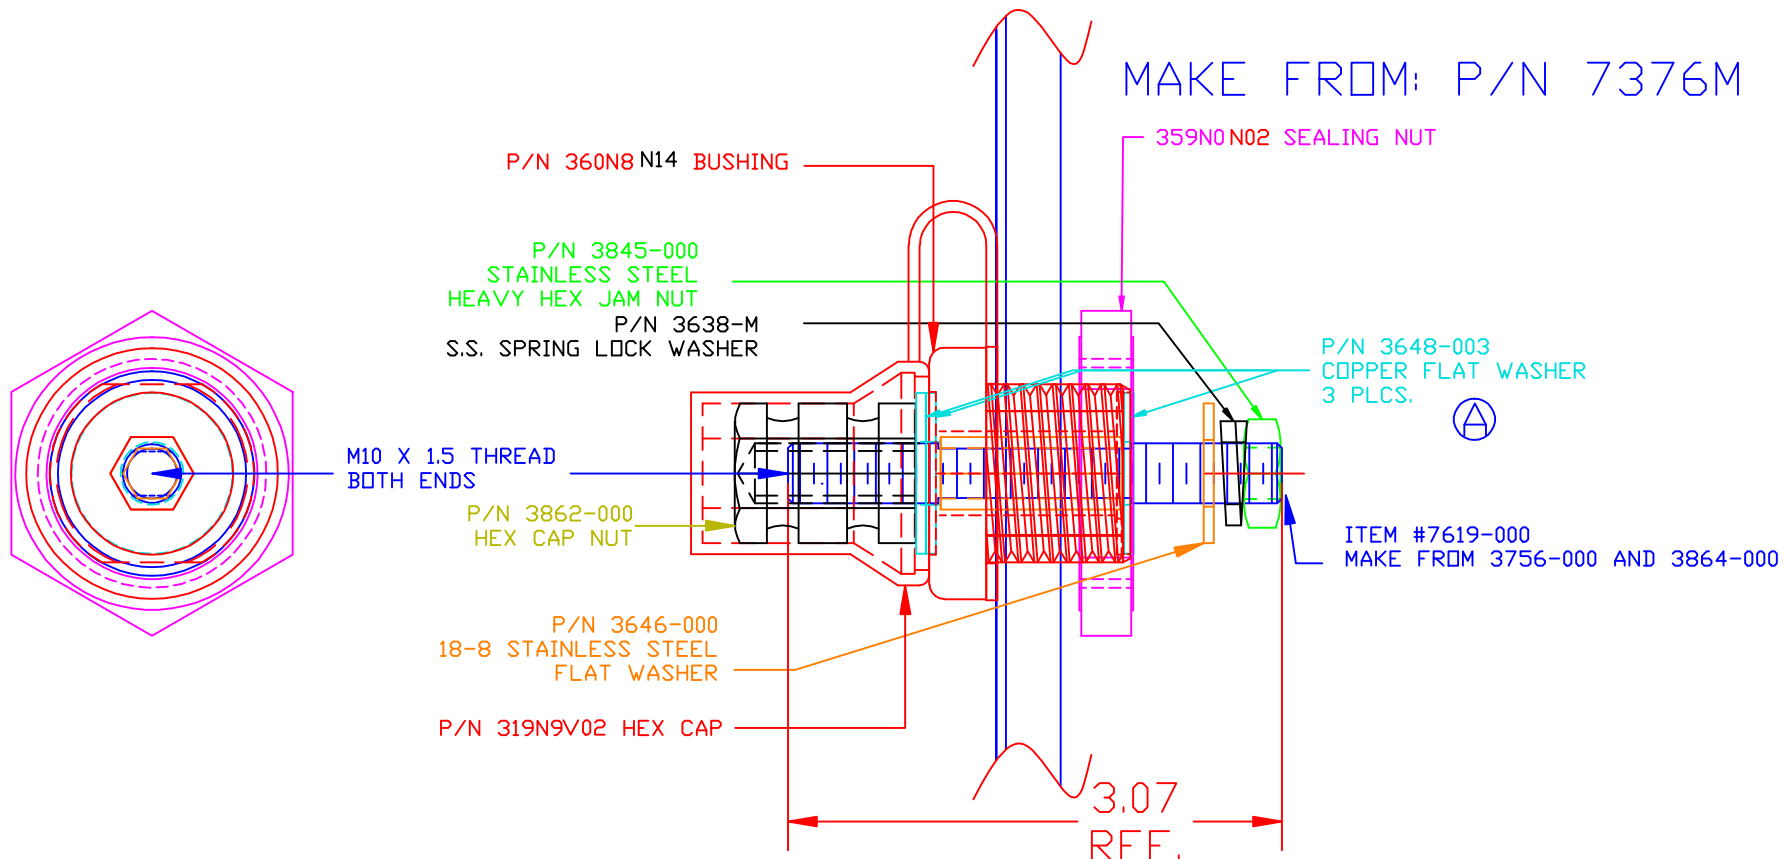 MAKE FROM: P/N 7376M
359N0 N02 SEALING NUT
P/N 360N8 N14 BUSHING
P/N 3845-000
STAINLESS STEEL
HEAVY HEX JAM NUT
P/N 3638-M
S.S. SPRING LOCK WASHER
P/N 3648-003
COPPER FLAT WASHER
3 PLCS.
A
M10 X 1.5 THREAD
BOTH ENDS
P/N 3862-000
HEX CAP NUT
ITEM #7619-000
MAKE FROM 3756-000 AND 3864-000
P/N 3646-000
18-8 STAINLESS STEEL
FLAT WASHER
P/N 319N9V02 HEX CAP
3.07
REF.